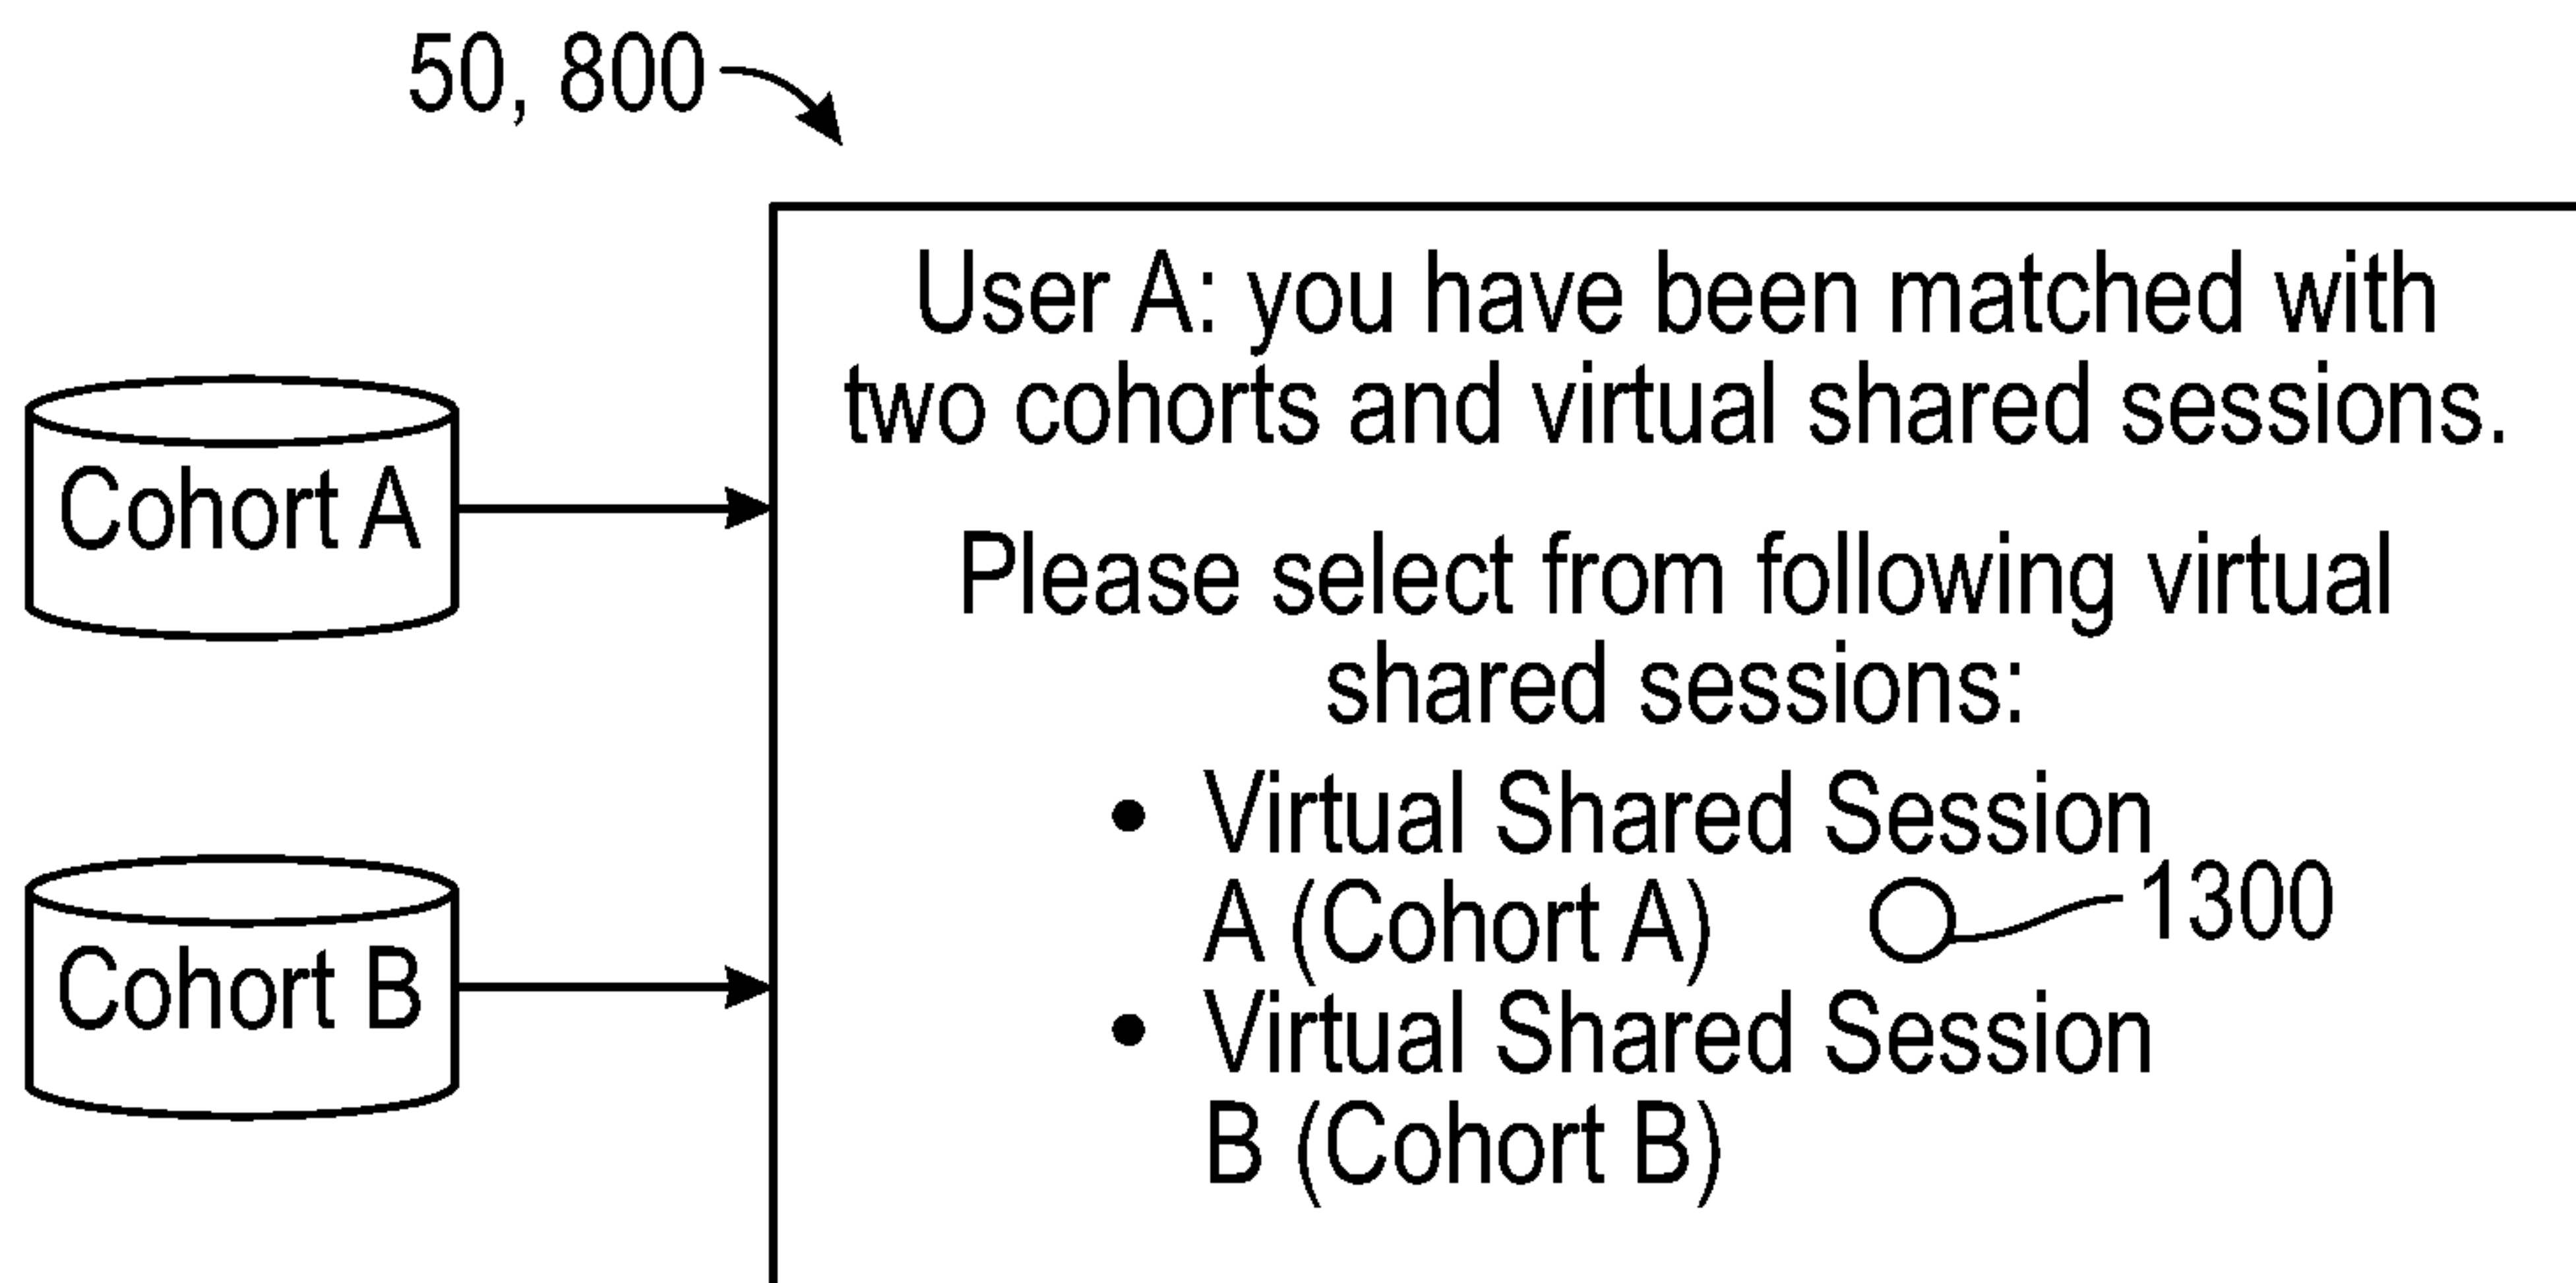 50, 800
User A: you have been matched with
two cohorts and virtual shared sessions.
Cohort A
Please select from following virtual
shared sessions:
• Virtual Shared Session
A (Cohort A)
1300
Cohort B
• Virtual Shared Session
B (Cohort B)